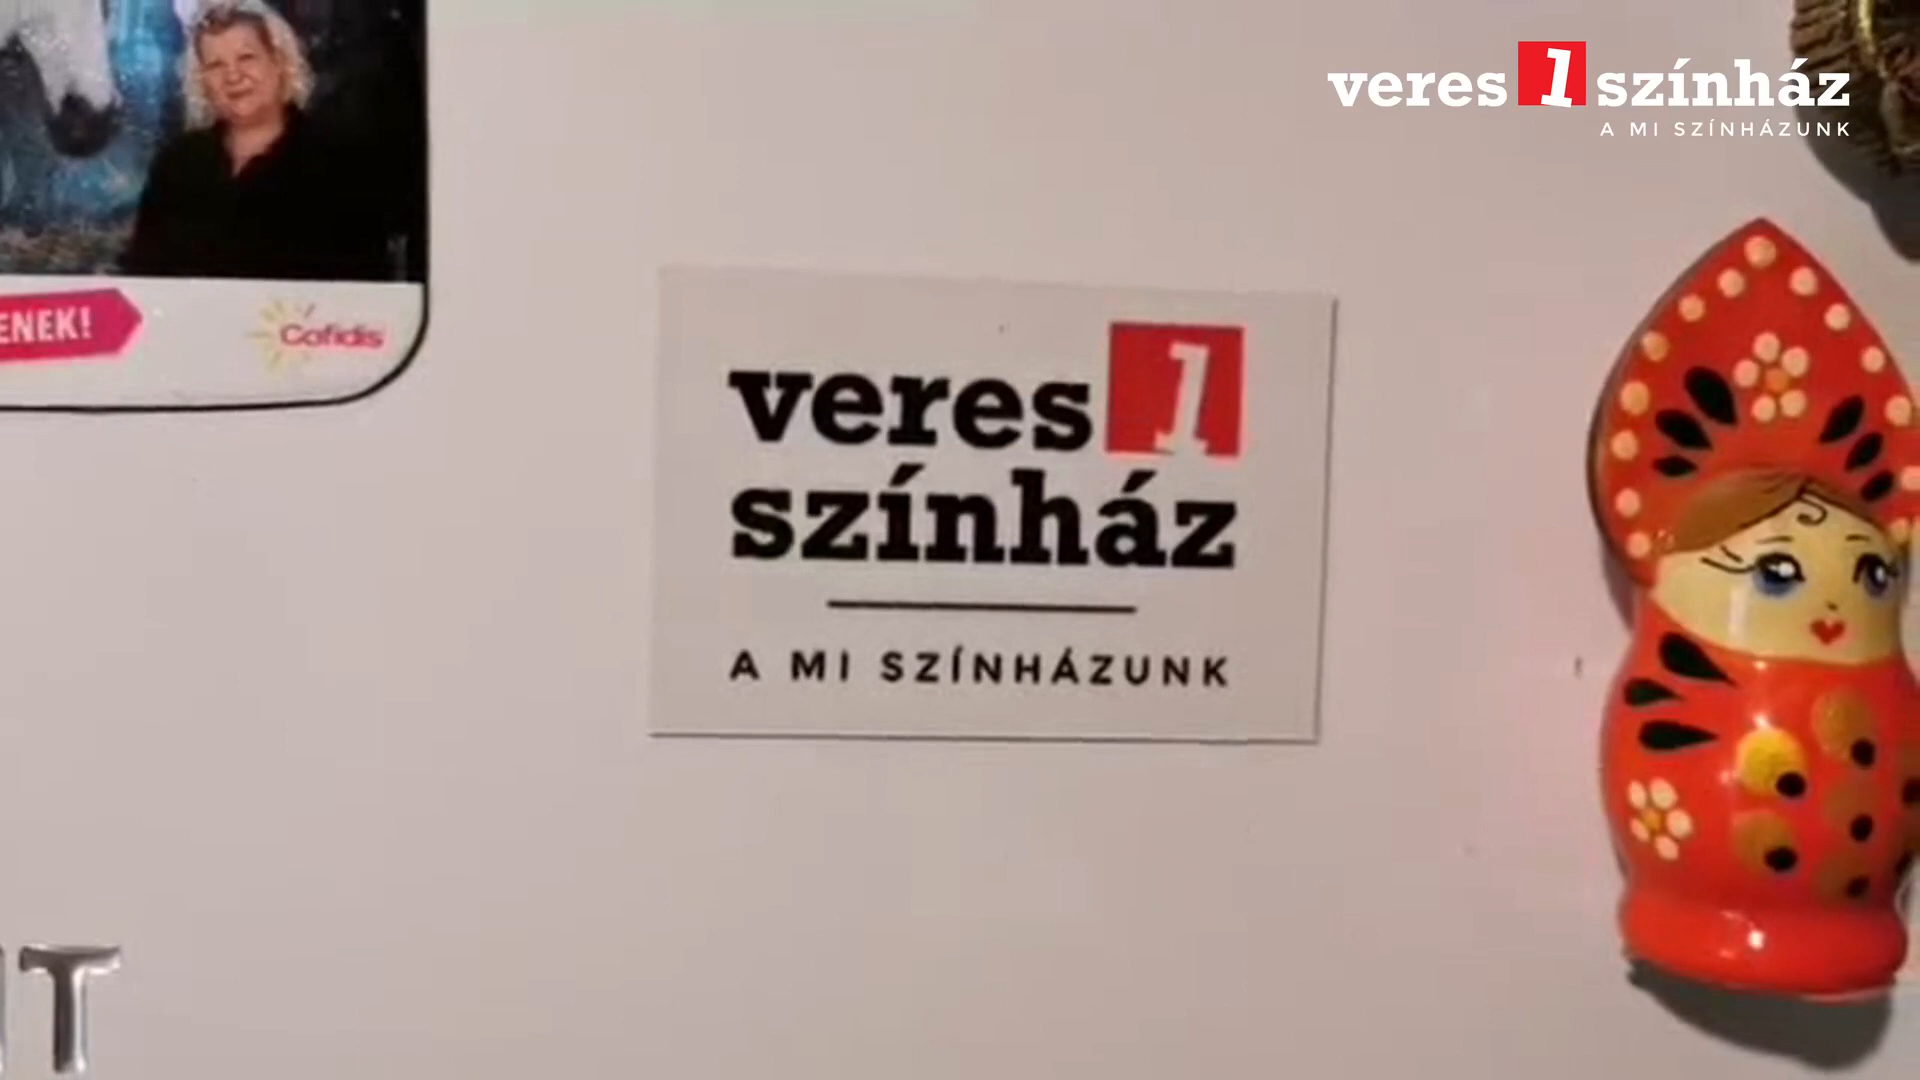 veres 1 színház
A MI SZÍNHÁZUNK
ENEK!
Cofidis
veres 1
színház
A MI SZÍNHÁZUNK
T